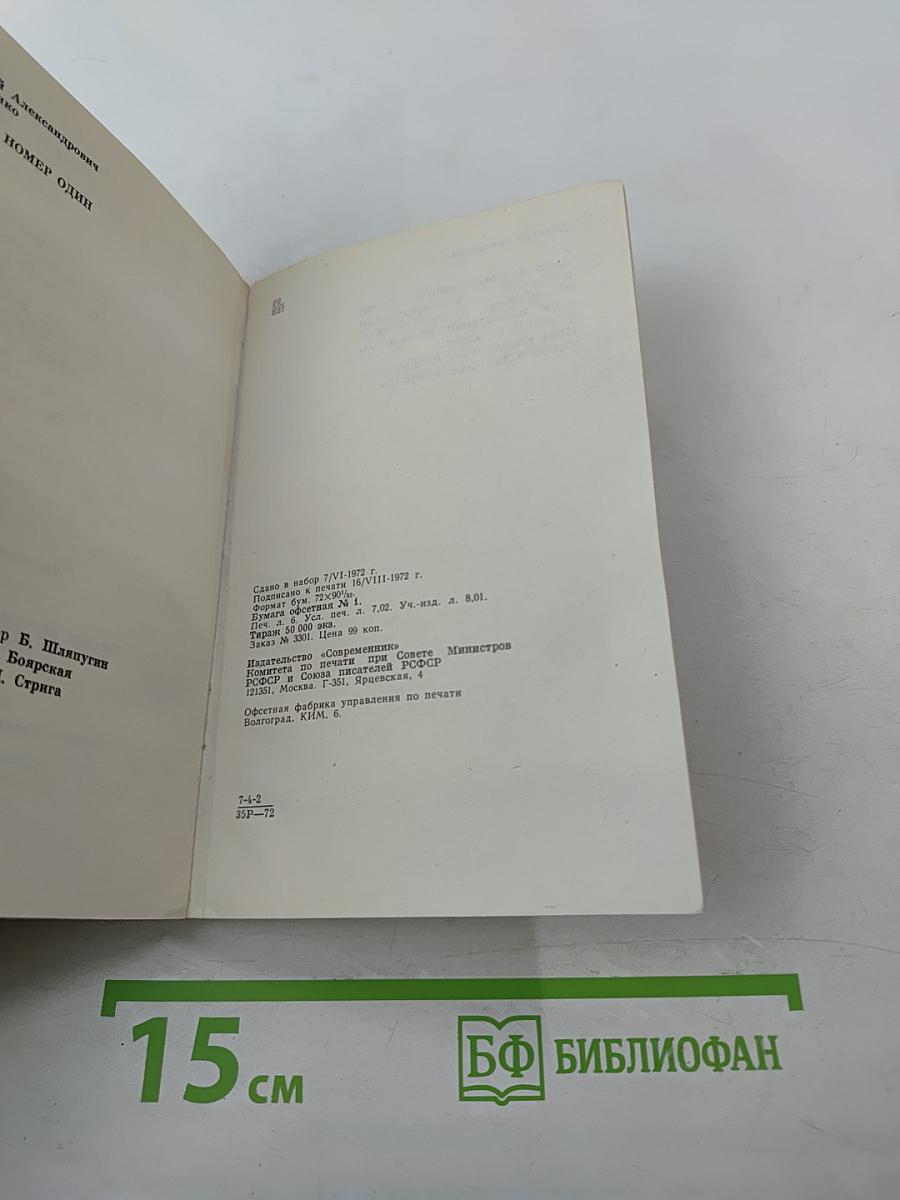 Александрович
НОМЕР ОДИН
Б. Шляпугин
Боярская
Стрига
Р2
Сдано в набор 7/VI-1972 г.
Подписано к печати 16/VIII-1972 г.
Формат бум. 72×90¹/₃₂.
Бумага офсетная № 1.
Печ. л. 6. Усл. печ. л. 7,02. Уч.-изд. л. 8,01.
Тираж 50 000 экз.
Заказ № 3301. Цена 99 коп.
Издательство «Современник»
Комитета по печати при Совете Министров
РСФСР и Союза писателей РСФСР
121351, Москва. Г-351, Ярцевская, 4
Офсетная фабрика управления по печати
Волгоград, КИМ, 6.
7-4-2
35Р—72
15 см
БФ БИБЛИОФАН